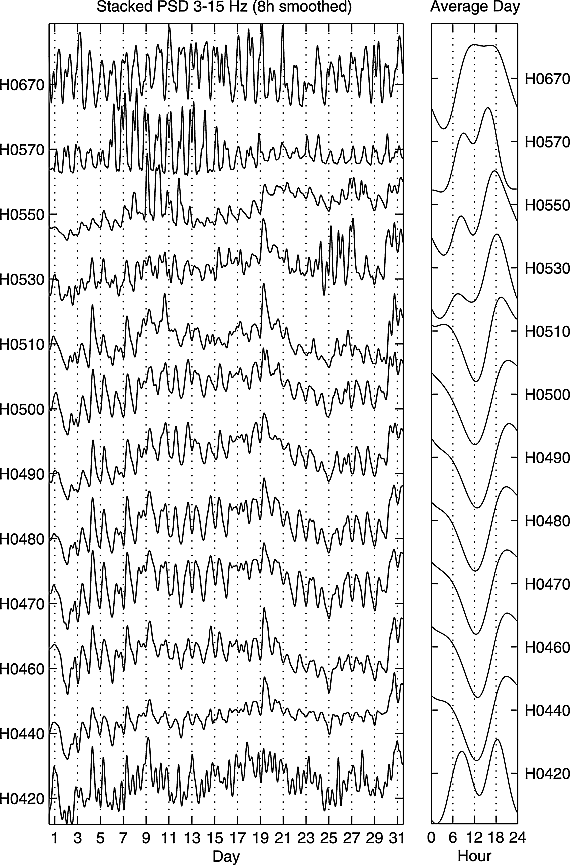 Stacked PSD 3-15 Hz (8h smoothed) Average Day
H0670 H0670
H0570 H0570
H0550 H0550
H0530 H0530
H0510 H0510
H0500 H0500
H0490 H0490
H0480 H0480
H0470 H0470
H0460 H0460
H0440 H0440
H0420 H0420
1 3 5 7 9 11 13 15 17 19 21 23 25 27 29 31 0 6 12 18 24
Day Hour